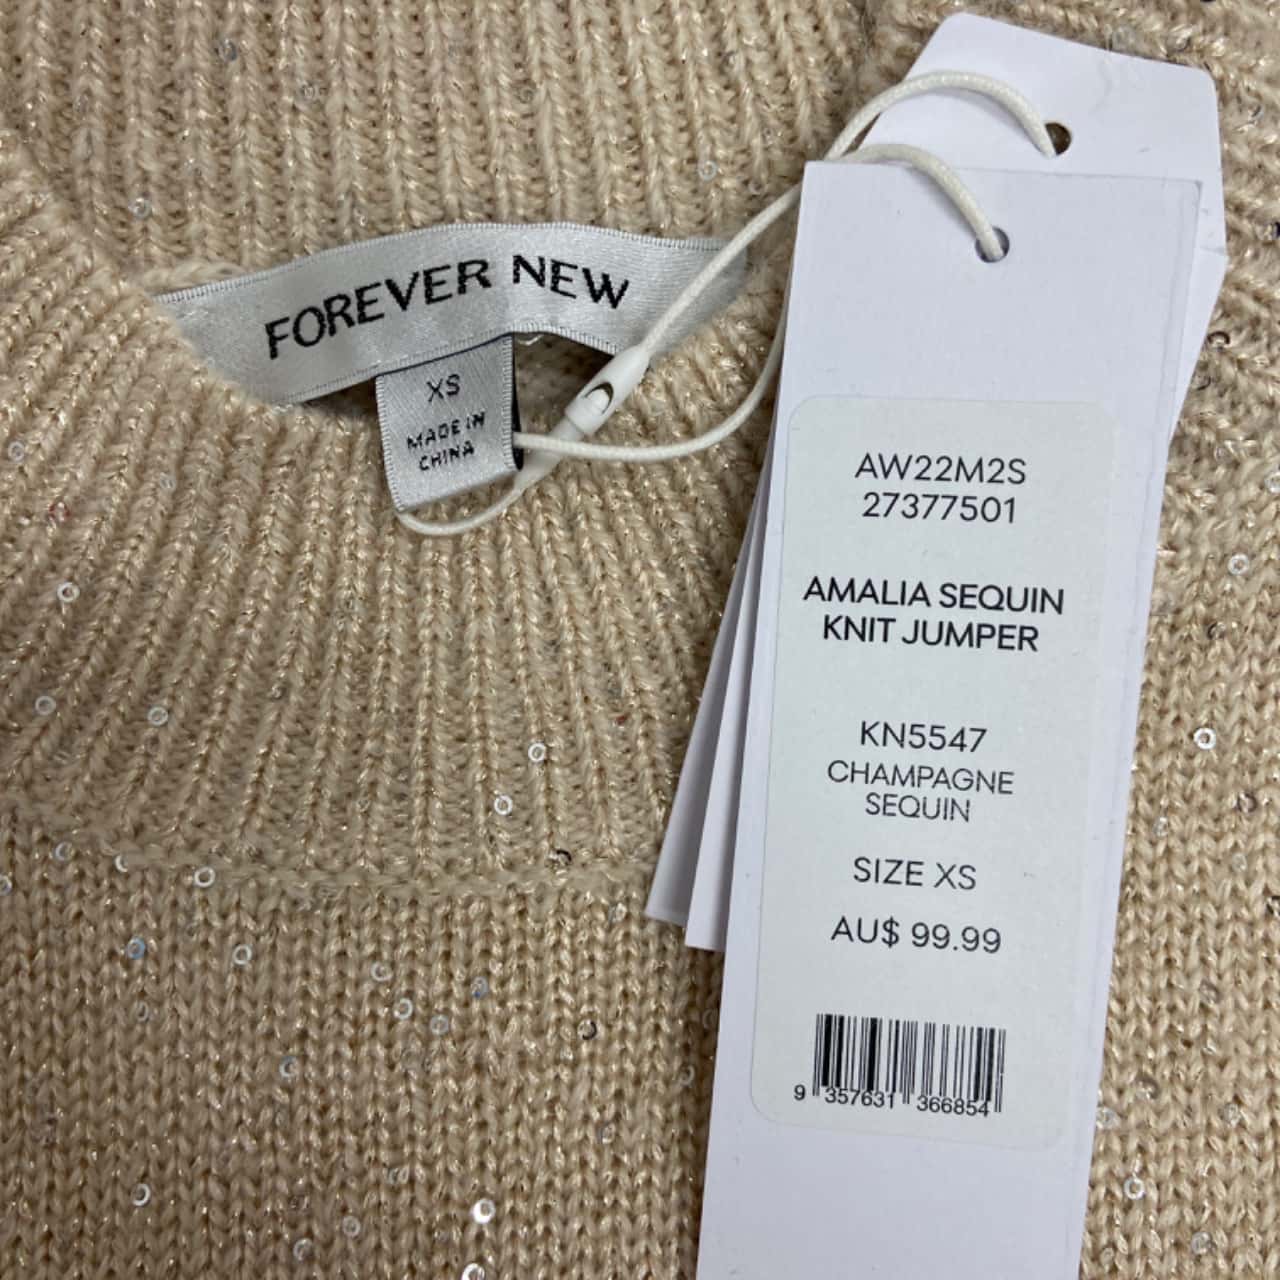 FOREVER NEW
XS
MADE IN
CHINA
AW22M2S
27377501
AMALIA SEQUIN
KNIT JUMPER
KN5547
CHAMPAGNE
SEQUIN
SIZE XS
AU$ 99.99
9 357631 366854